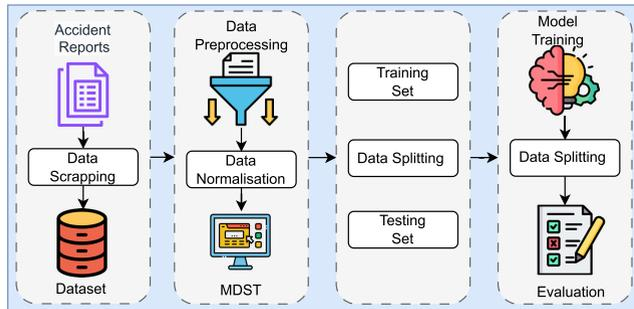 Accident
Reports
Data
Scrapping
Dataset
Data
Preprocessing
Data
Normalisation
MDST
Training
Set
Data Splitting
Testing
Set
Model
Training
Data Splitting
Evaluation